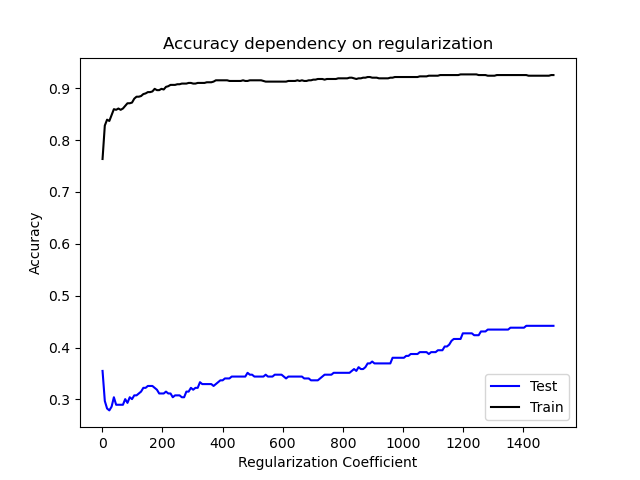 Accuracy dependency on regularization
Accuracy
0.9
0.8
0.7
0.6
0.5
0.4
0.3
Test
Train
0 200 400 600 800 1000 1200 1400
Regularization Coefficient